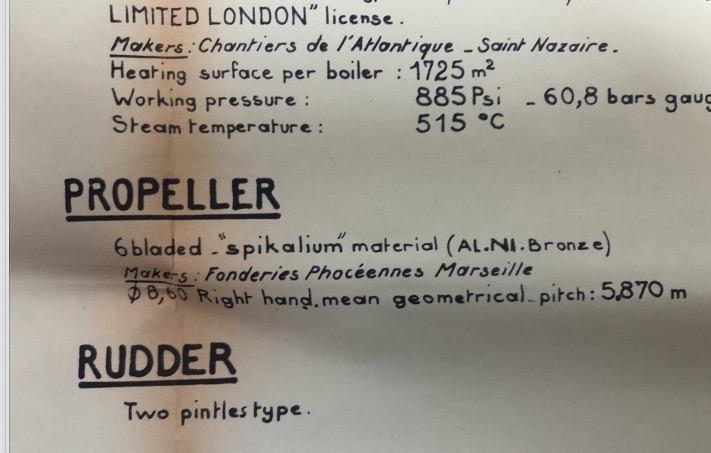 LIMITED LONDON" license.
Makers: Chantiers de l'Atlantique - Saint Nazaire.
Heating surface per boiler : 1725 m²
Working pressure : 885 Psi - 60,8 bars gaug
Steam temperature : 515 °C
PROPELLER
6 bladed - "spikalium" material (AL.NI.Bronze)
Makers: Fonderies Phocéennes Marseille
Ø 8,60 Right hand. mean geometrical-pitch: 5,870 m
RUDDER
Two pintles type.